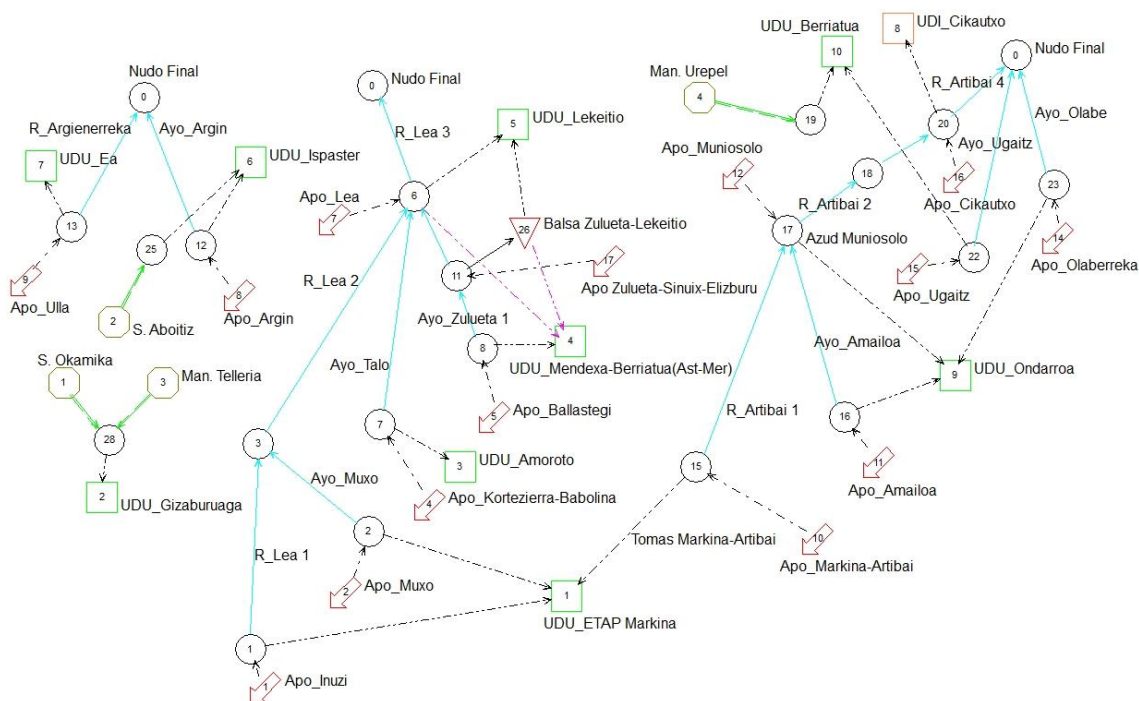 Nudo Final
0
R_Argienerreka
Ayo_Argin
7
UDU_Ea
6
UDU_Ispaster
13
25
12
9
Apo_Ulla
2
S. Aboitiz
8
Apo_Argin
S. Okamika
1
Man. Telleria
3
28
2
UDU_Gizaburuaga
0
Nudo Final
R_Lea 3
5
UDU_Lekeitio
Apo_Lea
7
6
26
Balsa Zulueta-Lekeitio
11
17
Apo Zulueta-Sinuix-Elizburu
R_Lea 2
Ayo_Zulueta 1
8
4
UDU_Mendexa-Berriatua(Ast-Mer)
Ayo_Talo
5
Apo_Ballastegi
3
7
3
UDU_Amoroto
Ayo_Muxo
4
Apo_Kortezierra-Babolina
R_Lea 1
2
2
Apo_Muxo
1
UDU_ETAP Markina
1
1
Apo_Inuzi
UDU_Berriatua
10
UDI_Cikautxo
8
0
Nudo Final
Man. Urepel
4
19
R_Artibai 4
20
Ayo_Olabe
Apo_Muniosolo
12
18
Ayo_Ugaitz
16
Apo_Cikautxo
23
R_Artibai 2
17
Azud Muniosolo
22
15
Apo_Ugaitz
14
Apo_Olaberreka
Ayo_Amailoa
9
UDU_Ondarroa
R_Artibai 1
16
15
11
Apo_Amailoa
Tomas Markina-Artibai
10
Apo_Markina-Artibai